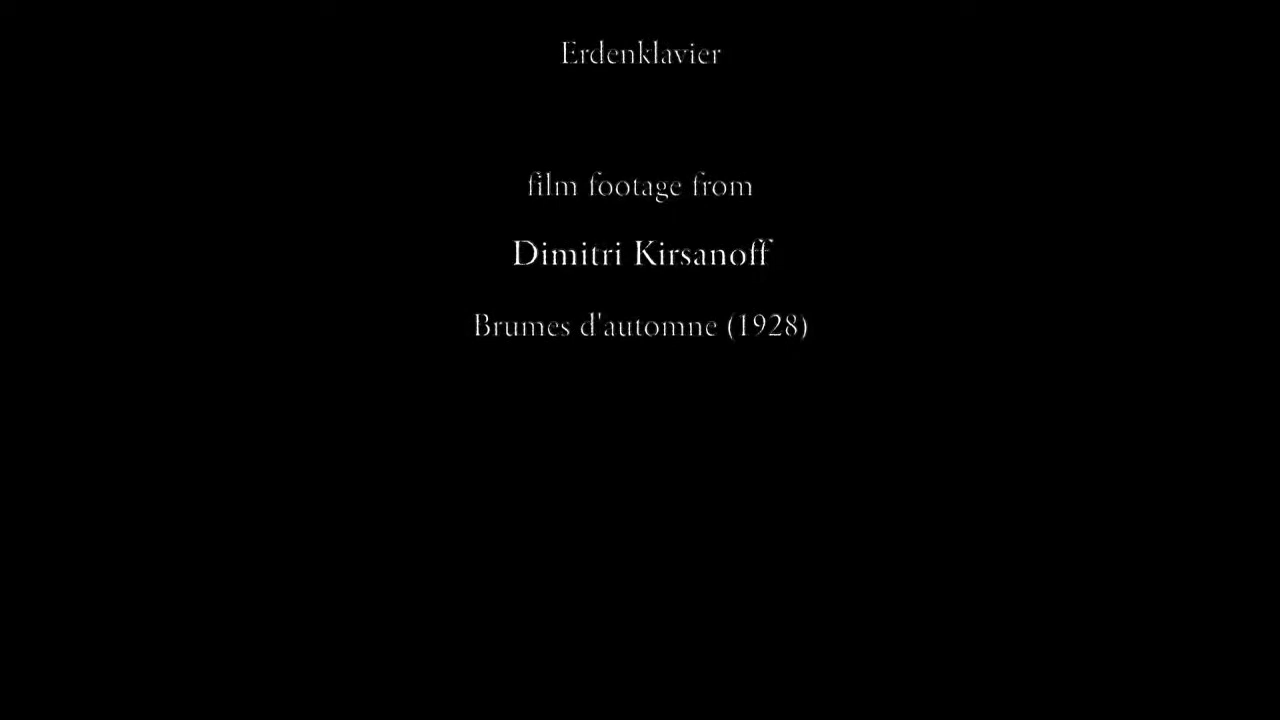 Erdenklavier
film footage from
Dimitri Kirsanoff
Brumes d'automne (1928)